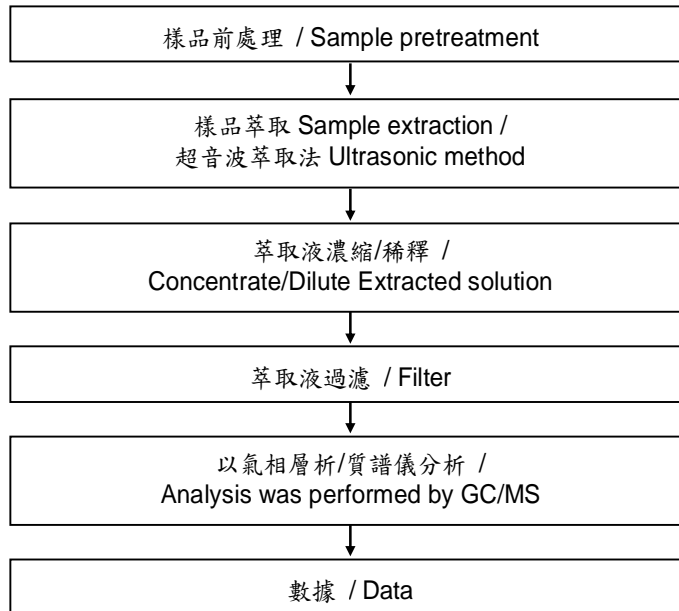 樣品前處理 / Sample pretreatment
樣品萃取 Sample extraction /
超音波萃取法 Ultrasonic method
萃取液濃縮/稀釋 /
Concentrate/Dilute Extracted solution
萃取液過濾 / Filter
以氣相層析/質譜儀分析 /
Analysis was performed by GC/MS
數據 / Data